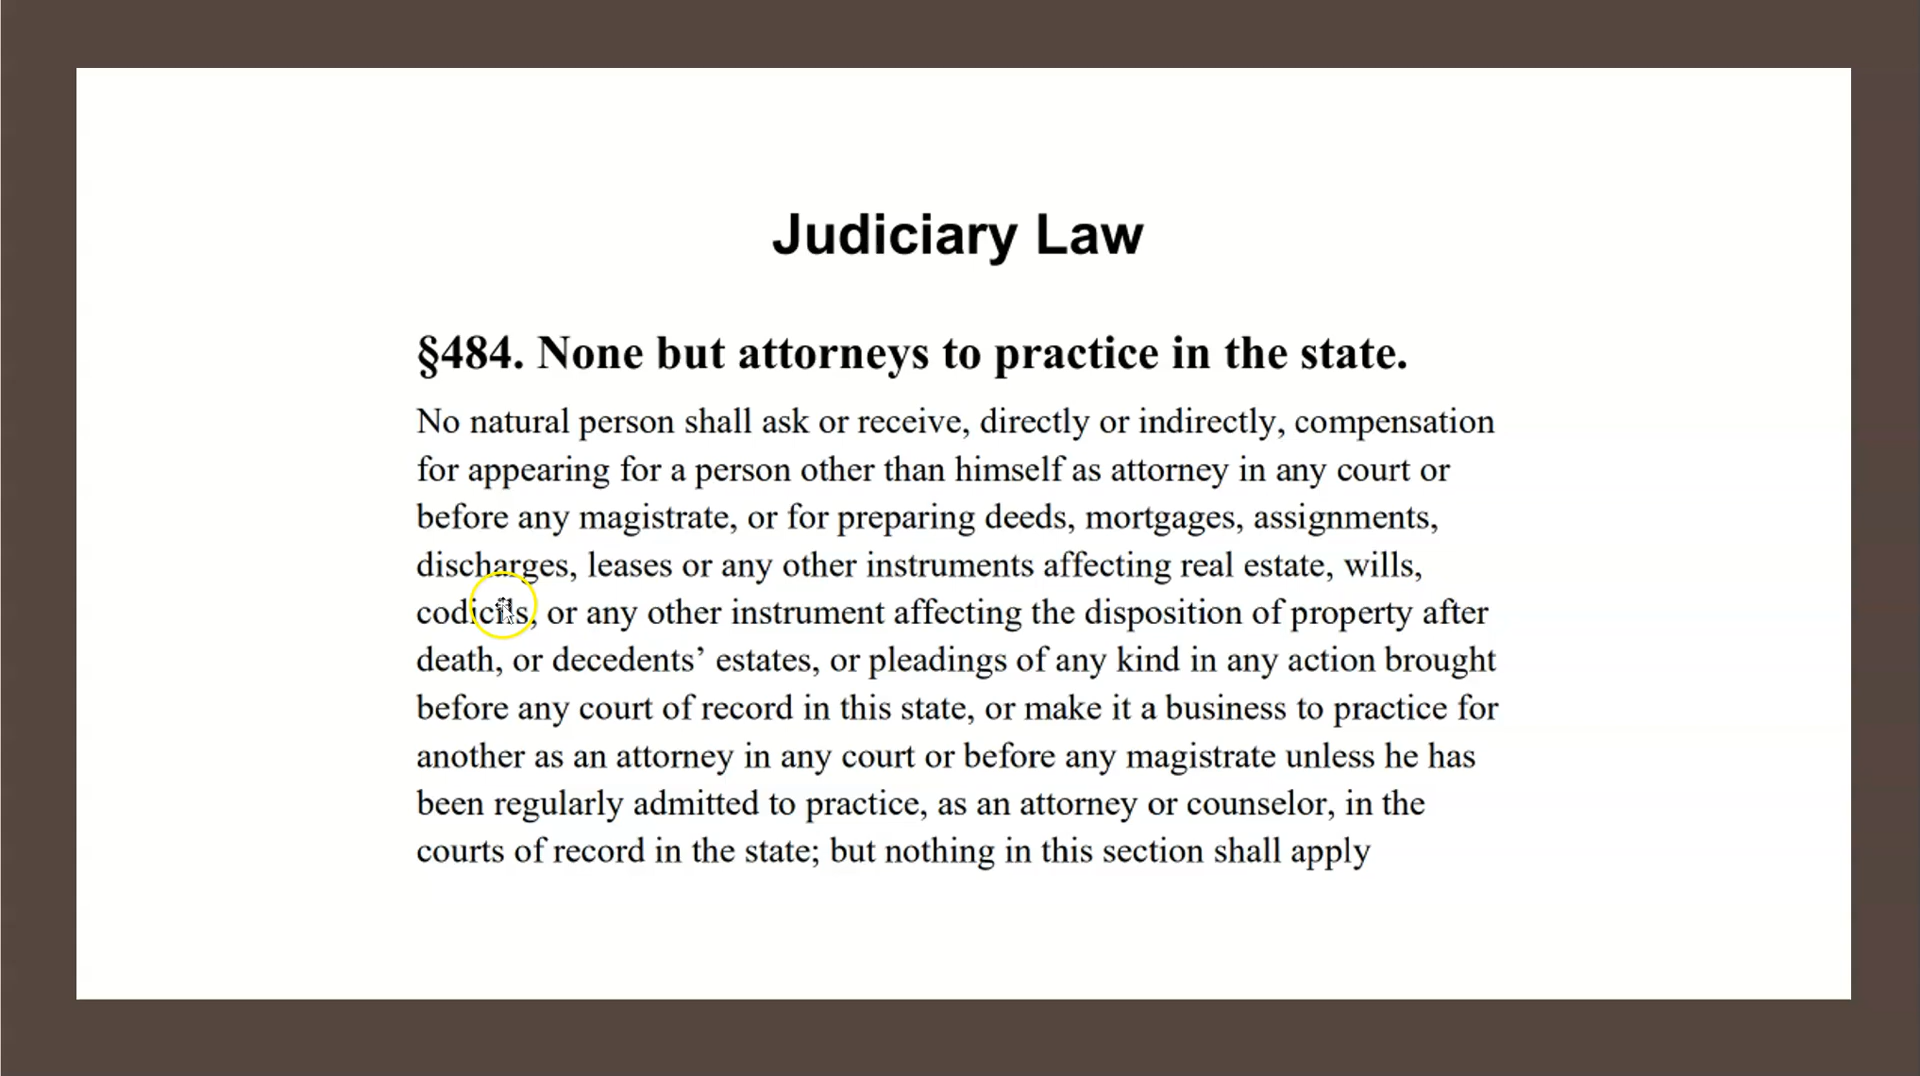 Judiciary Law
§484. None but attorneys to practice in the state.
No natural person shall ask or receive, directly or indirectly, compensation
for appearing for a person other than himself as attorney in any court or
before any magistrate, or for preparing deeds, mortgages, assignments,
discharges, leases or any other instruments affecting real estate, wills,
codicils, or any other instrument affecting the disposition of property after
death, or decedents’ estates, or pleadings of any kind in any action brought
before any court of record in this state, or make it a business to practice for
another as an attorney in any court or before any magistrate unless he has
been regularly admitted to practice, as an attorney or counselor, in the
courts of record in the state; but nothing in this section shall apply